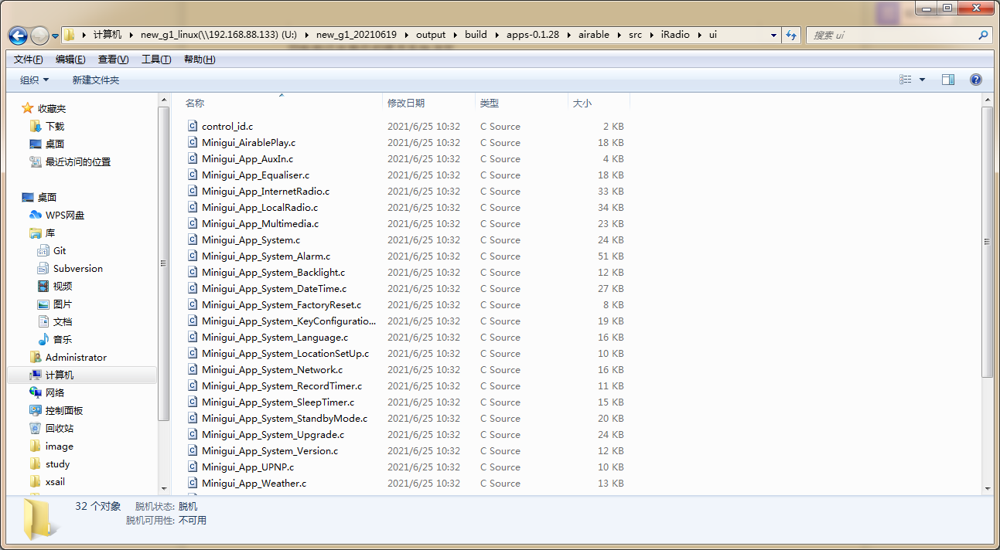 计算机 new_g1_linux(\\192.168.88.133) (U:) new_g1_20210619 output build apps-0.1.28 airable src iRadio ui 搜索 ui
文件(F) 编辑(E) 查看(V) 工具(T) 帮助(H)
组织 新建文件夹
收藏夹
下载
桌面
最近访问的位置
桌面
WPS网盘
库
Git
Subversion
视频
图片
文档
音乐
Administrator
计算机
网络
控制面板
回收站
image
study
xsail
名称 修改日期 类型 大小
control_id.c 2021/6/25 10:32 C Source 2 KB
Minigui_AirablePlay.c 2021/6/25 10:32 C Source 18 KB
Minigui_App_AuxIn.c 2021/6/25 10:32 C Source 4 KB
Minigui_App_Equaliser.c 2021/6/25 10:32 C Source 18 KB
Minigui_App_InternetRadio.c 2021/6/25 10:32 C Source 33 KB
Minigui_App_LocalRadio.c 2021/6/25 10:32 C Source 34 KB
Minigui_App_Multimedia.c 2021/6/25 10:32 C Source 23 KB
Minigui_App_System.c 2021/6/25 10:32 C Source 24 KB
Minigui_App_System_Alarm.c 2021/6/25 10:32 C Source 51 KB
Minigui_App_System_Backlight.c 2021/6/25 10:32 C Source 12 KB
Minigui_App_System_DateTime.c 2021/6/25 10:32 C Source 27 KB
Minigui_App_System_FactoryReset.c 2021/6/25 10:32 C Source 8 KB
Minigui_App_System_KeyConfiguratio... 2021/6/25 10:32 C Source 19 KB
Minigui_App_System_Language.c 2021/6/25 10:32 C Source 16 KB
Minigui_App_System_LocationSetUp.c 2021/6/25 10:32 C Source 10 KB
Minigui_App_System_Network.c 2021/6/25 10:32 C Source 16 KB
Minigui_App_System_RecordTimer.c 2021/6/25 10:32 C Source 11 KB
Minigui_App_System_SleepTimer.c 2021/6/25 10:32 C Source 15 KB
Minigui_App_System_StandbyMode.c 2021/6/25 10:32 C Source 20 KB
Minigui_App_System_Upgrade.c 2021/6/25 10:32 C Source 24 KB
Minigui_App_System_Version.c 2021/6/25 10:32 C Source 12 KB
Minigui_App_UPNP.c 2021/6/25 10:32 C Source 10 KB
Minigui_App_Weather.c 2021/6/25 10:32 C Source 13 KB
32 个对象 脱机状态: 脱机
脱机可用性: 不可用